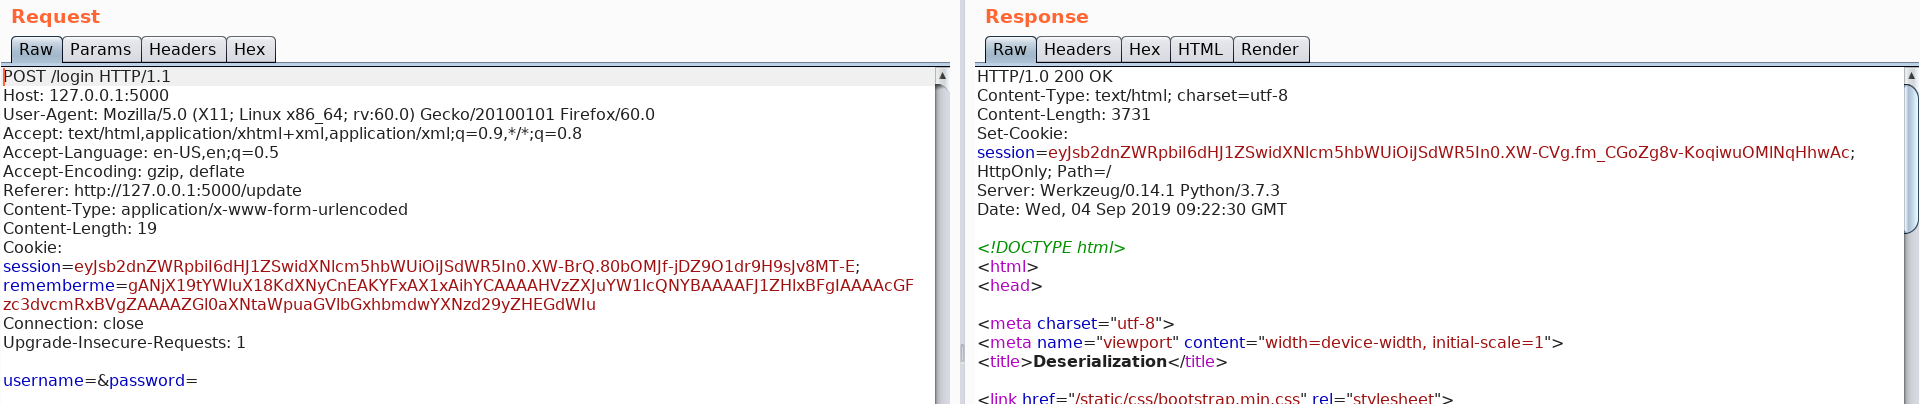 Request
Raw Params Headers Hex
POST /login HTTP/1.1
Host: 127.0.0.1:5000
User-Agent: Mozilla/5.0 (X11; Linux x86_64; rv:60.0) Gecko/20100101 Firefox/60.0
Accept: text/html,application/xhtml+xml,application/xml;q=0.9,*/*;q=0.8
Accept-Language: en-US,en;q=0.5
Accept-Encoding: gzip, deflate
Referer: http://127.0.0.1:5000/update
Content-Type: application/x-www-form-urlencoded
Content-Length: 19
Cookie:
session=eyJsb2dnZWRpbiI6dHJ1ZSwidXNlcm5hbWUiOiJSdWR5In0.XW-BrQ.80bOMJf-jDZ9O1dr9H9sJv8MT-E;
rememberme=gANjX19tYWluX18KdXNyCnEAKYFxAX1xAihYCAAAAHVzZXJuYW1lcQNYBAAAAFJ1ZHlxBFgIAAAAcGF
zc3dvcmRxBVgZAAAAZGl0aXNtaWpuaGVlbGxhbmdwYXNzd29yZHEGdWIu
Connection: close
Upgrade-Insecure-Requests: 1
username=&password=
Response
Raw Headers Hex HTML Render
HTTP/1.0 200 OK
Content-Type: text/html; charset=utf-8
Content-Length: 3731
Set-Cookie:
session=eyJsb2dnZWRpbiI6dHJ1ZSwidXNlcm5hbWUiOiJSdWR5In0.XW-CVg.fm_CGoZg8v-KoqiwuOMlNqHhwAc;
HttpOnly; Path=/
Server: Werkzeug/0.14.1 Python/3.7.3
Date: Wed, 04 Sep 2019 09:22:30 GMT
<!DOCTYPE html>
<html>
<head>
<meta charset="utf-8">
<meta name="viewport" content="width=device-width, initial-scale=1">
<title>Deserialization</title>
<link href="/static/css/bootstrap.min.css" rel="stylesheet">